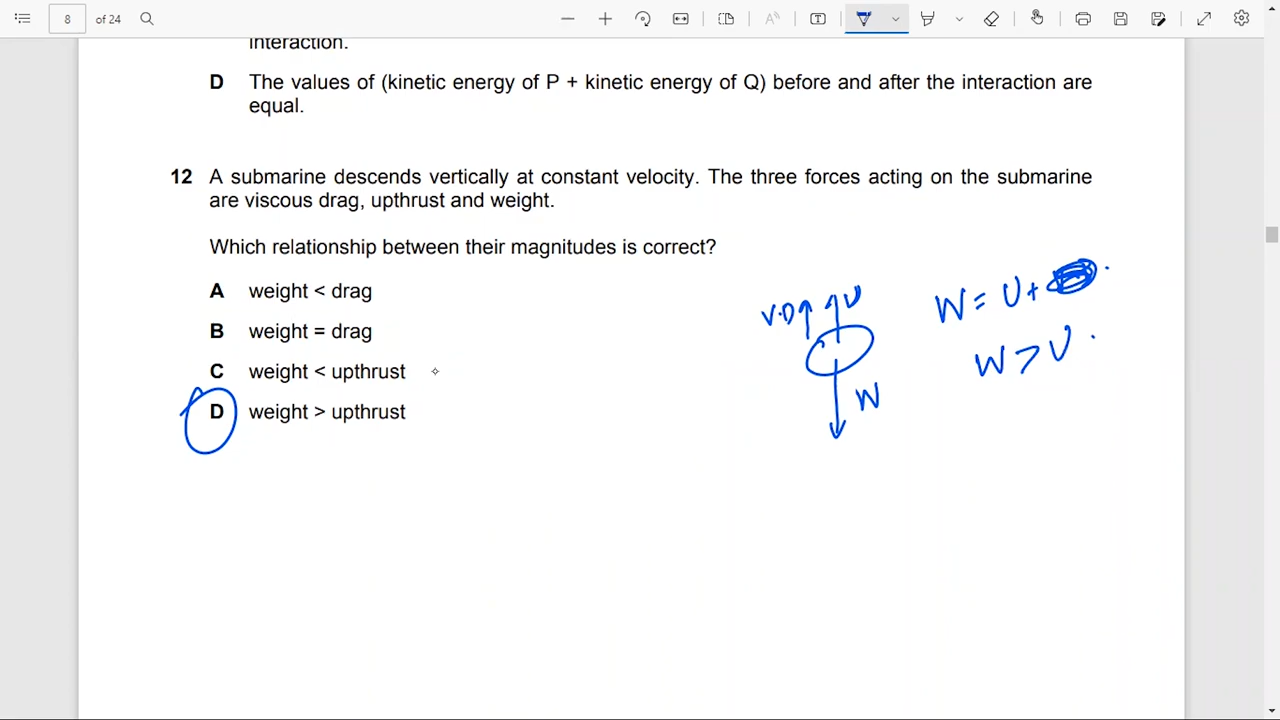 8 of 24
interaction.
D The values of (kinetic energy of P + kinetic energy of Q) before and after the interaction are
equal.
12 A submarine descends vertically at constant velocity. The three forces acting on the submarine
are viscous drag, upthrust and weight.
Which relationship between their magnitudes is correct?
A weight < drag
B weight = drag
C weight < upthrust
D weight > upthrust
V.D U
W
W = U +
W > U